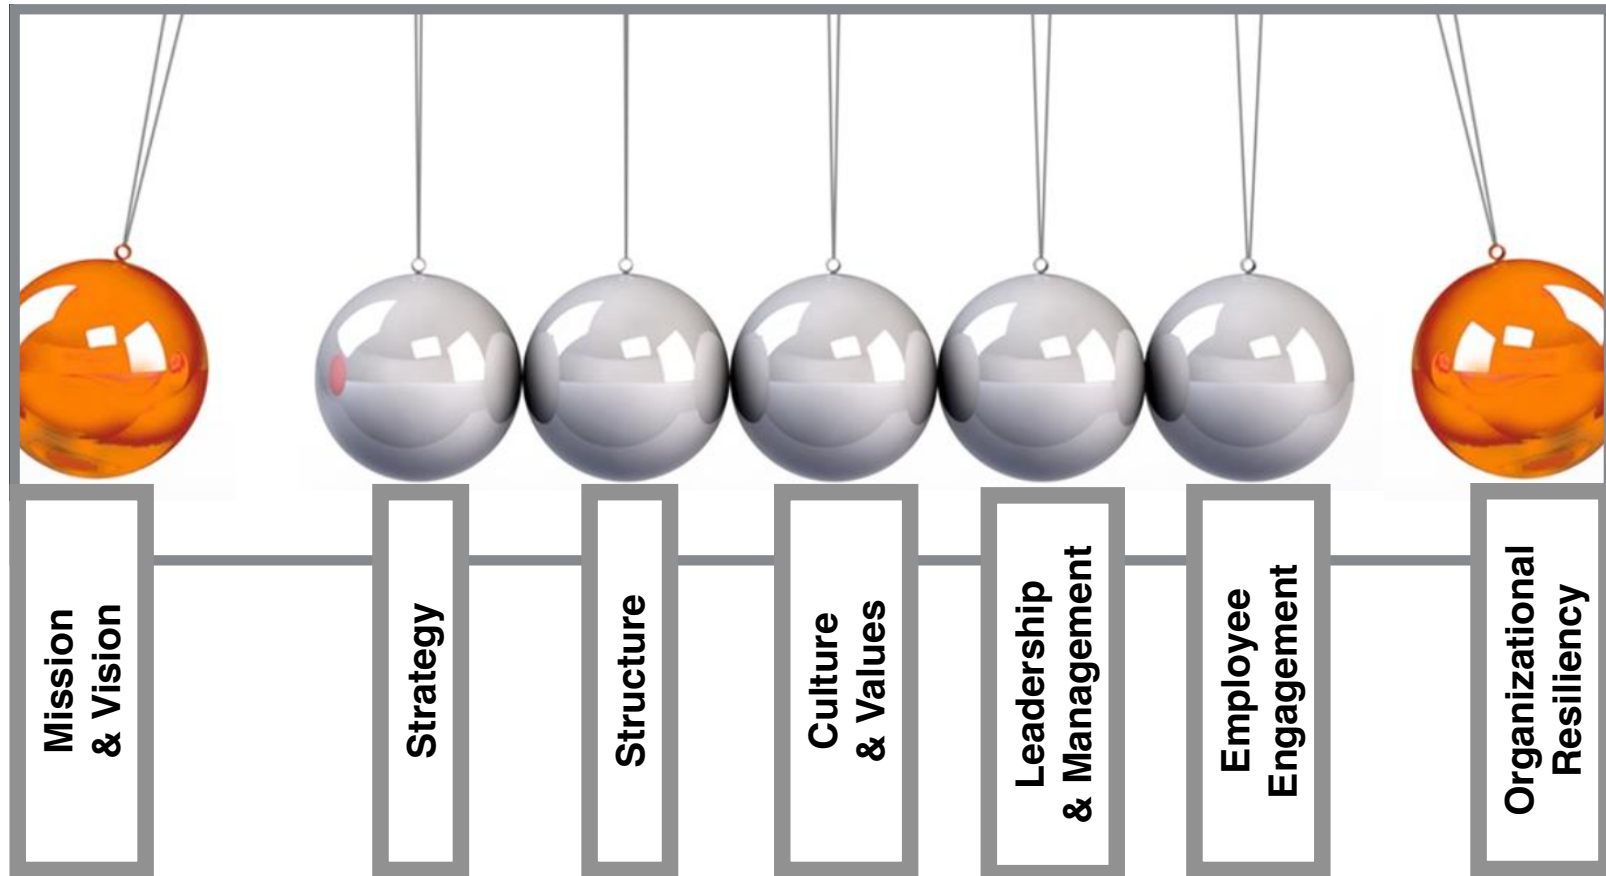 Mission
& Vision
Strategy
Structure
Culture
& Values
Leadership
& Management
Employee
Engagement
Organizational
Resiliency